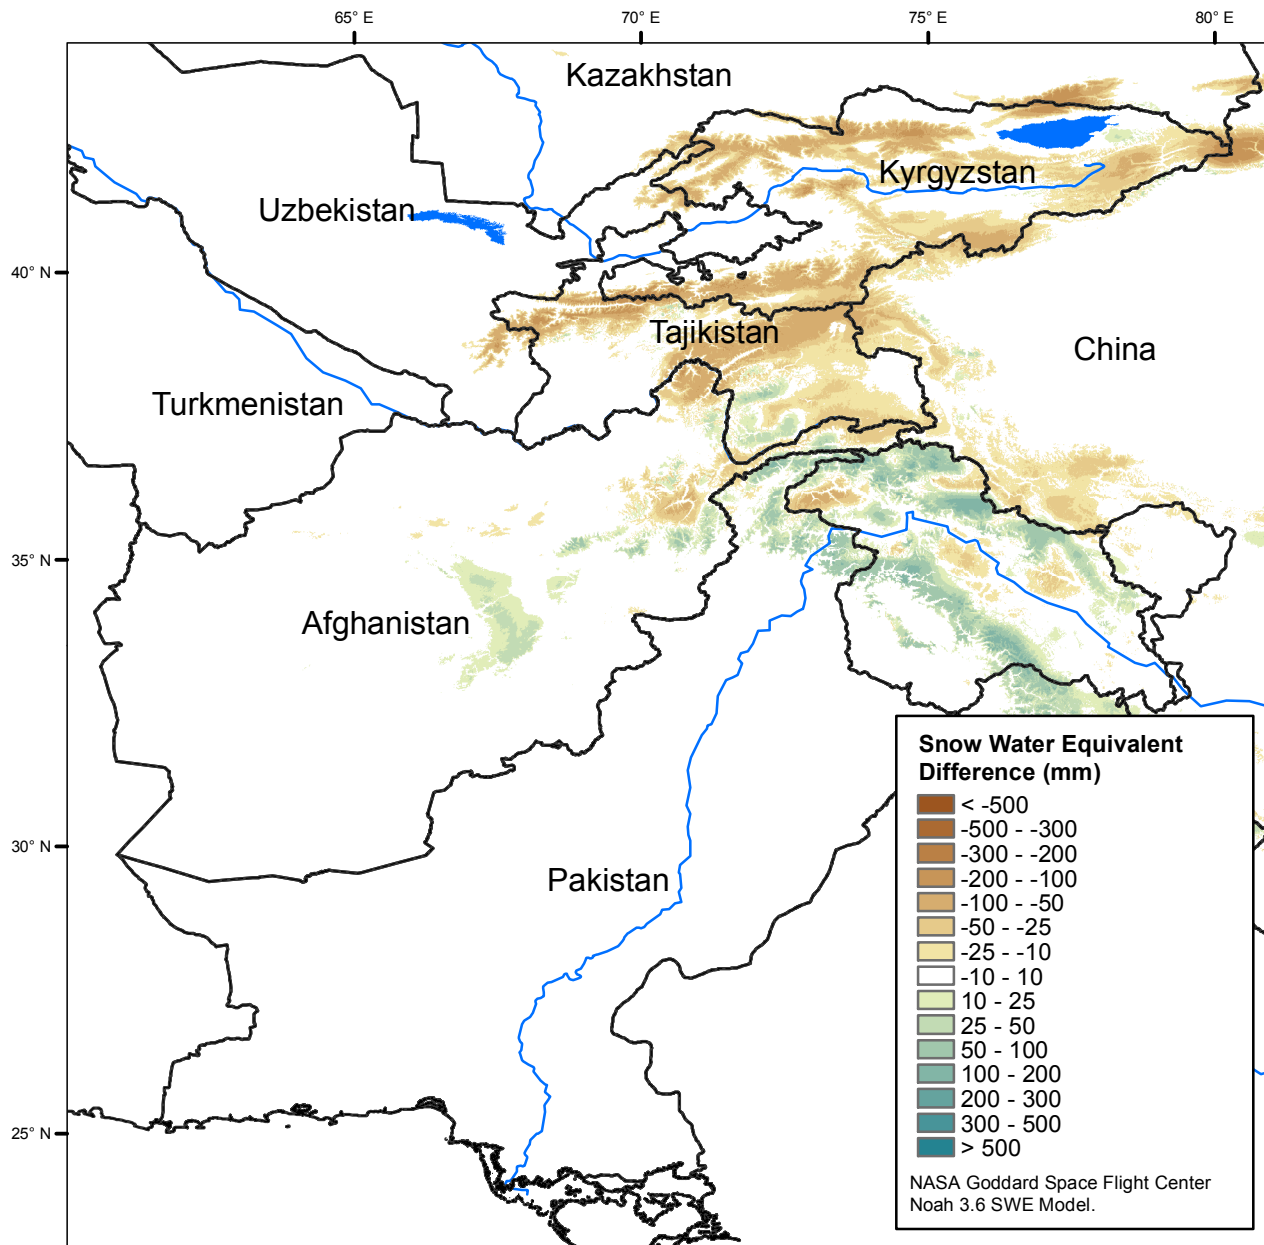 65° E
70° E
75° E
80° E
Kazakhstan
Kyrgyzstan
Uzbekistan
40° N
Tajikistan
China
Turkmenistan
35° N
Afghanistan
30° N
Pakistan
25° N
Snow Water Equivalent
Difference (mm)
< -500
-500 - -300
-300 - -200
-200 - -100
-100 - -50
-50 - -25
-25 - -10
-10 - 10
10 - 25
25 - 50
50 - 100
100 - 200
200 - 300
300 - 500
> 500
NASA Goddard Space Flight Center
Noah 3.6 SWE Model.